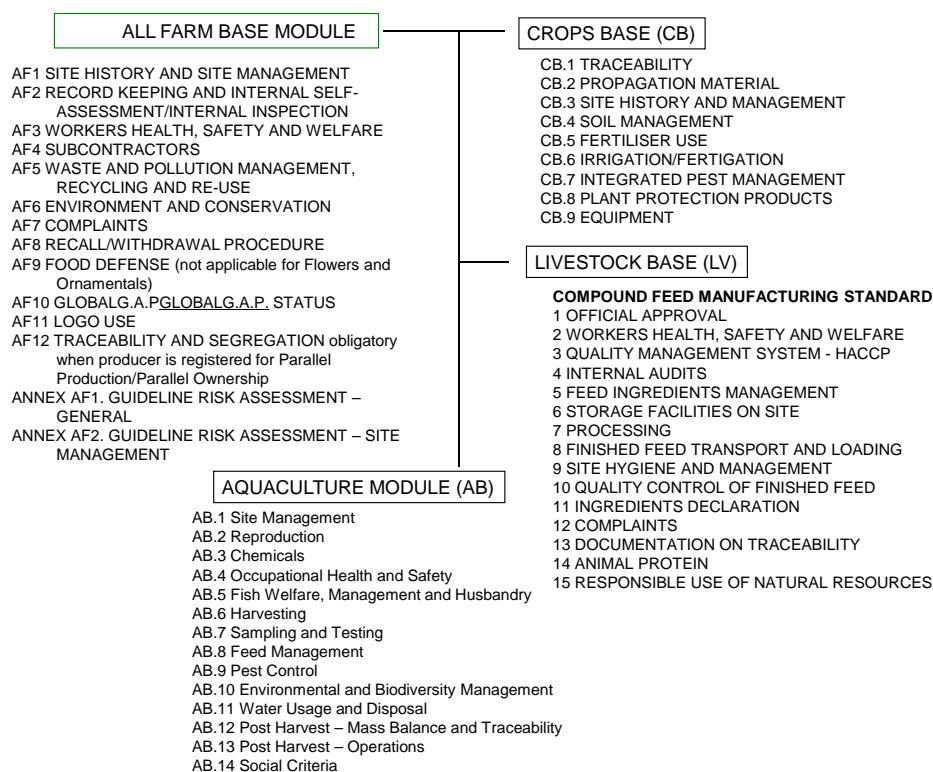 ALL FARM BASE MODULE
AF1 SITE HISTORY AND SITE MANAGEMENT
AF2 RECORD KEEPING AND INTERNAL SELF-
ASSESSMENT/INTERNAL INSPECTION
AF3 WORKERS HEALTH, SAFETY AND WELFARE
AF4 SUBCONTRACTORS
AF5 WASTE AND POLLUTION MANAGEMENT,
RECYCLING AND RE-USE
AF6 ENVIRONMENT AND CONSERVATION
AF7 COMPLAINTS
AF8 RECALL/WITHDRAWAL PROCEDURE
AF9 FOOD DEFENSE (not applicable for Flowers and
Ornamentals)
AF10 GLOBALG.A.PGLOBALG.A.P. STATUS
AF11 LOGO USE
AF12 TRACEABILITY AND SEGREGATION obligatory
when producer is registered for Parallel
Production/Parallel Ownership
ANNEX AF1. GUIDELINE RISK ASSESSMENT –
GENERAL
ANNEX AF2. GUIDELINE RISK ASSESSMENT – SITE
MANAGEMENT
CROPS BASE (CB)
CB.1 TRACEABILITY
CB.2 PROPAGATION MATERIAL
CB.3 SITE HISTORY AND MANAGEMENT
CB.4 SOIL MANAGEMENT
CB.5 FERTILISER USE
CB.6 IRRIGATION/FERTIGATION
CB.7 INTEGRATED PEST MANAGEMENT
CB.8 PLANT PROTECTION PRODUCTS
CB.9 EQUIPMENT
LIVESTOCK BASE (LV)
COMPOUND FEED MANUFACTURING STANDARD
1 OFFICIAL APPROVAL
2 WORKERS HEALTH, SAFETY AND WELFARE
3 QUALITY MANAGEMENT SYSTEM - HACCP
4 INTERNAL AUDITS
5 FEED INGREDIENTS MANAGEMENT
6 STORAGE FACILITIES ON SITE
7 PROCESSING
8 FINISHED FEED TRANSPORT AND LOADING
9 SITE HYGIENE AND MANAGEMENT
10 QUALITY CONTROL OF FINISHED FEED
11 INGREDIENTS DECLARATION
12 COMPLAINTS
13 DOCUMENTATION ON TRACEABILITY
14 ANIMAL PROTEIN
15 RESPONSIBLE USE OF NATURAL RESOURCES
AQUACULTURE MODULE (AB)
AB.1 Site Management
AB.2 Reproduction
AB.3 Chemicals
AB.4 Occupational Health and Safety
AB.5 Fish Welfare, Management and Husbandry
AB.6 Harvesting
AB.7 Sampling and Testing
AB.8 Feed Management
AB.9 Pest Control
AB.10 Environmental and Biodiversity Management
AB.11 Water Usage and Disposal
AB.12 Post Harvest – Mass Balance and Traceability
AB.13 Post Harvest – Operations
AB.14 Social Criteria